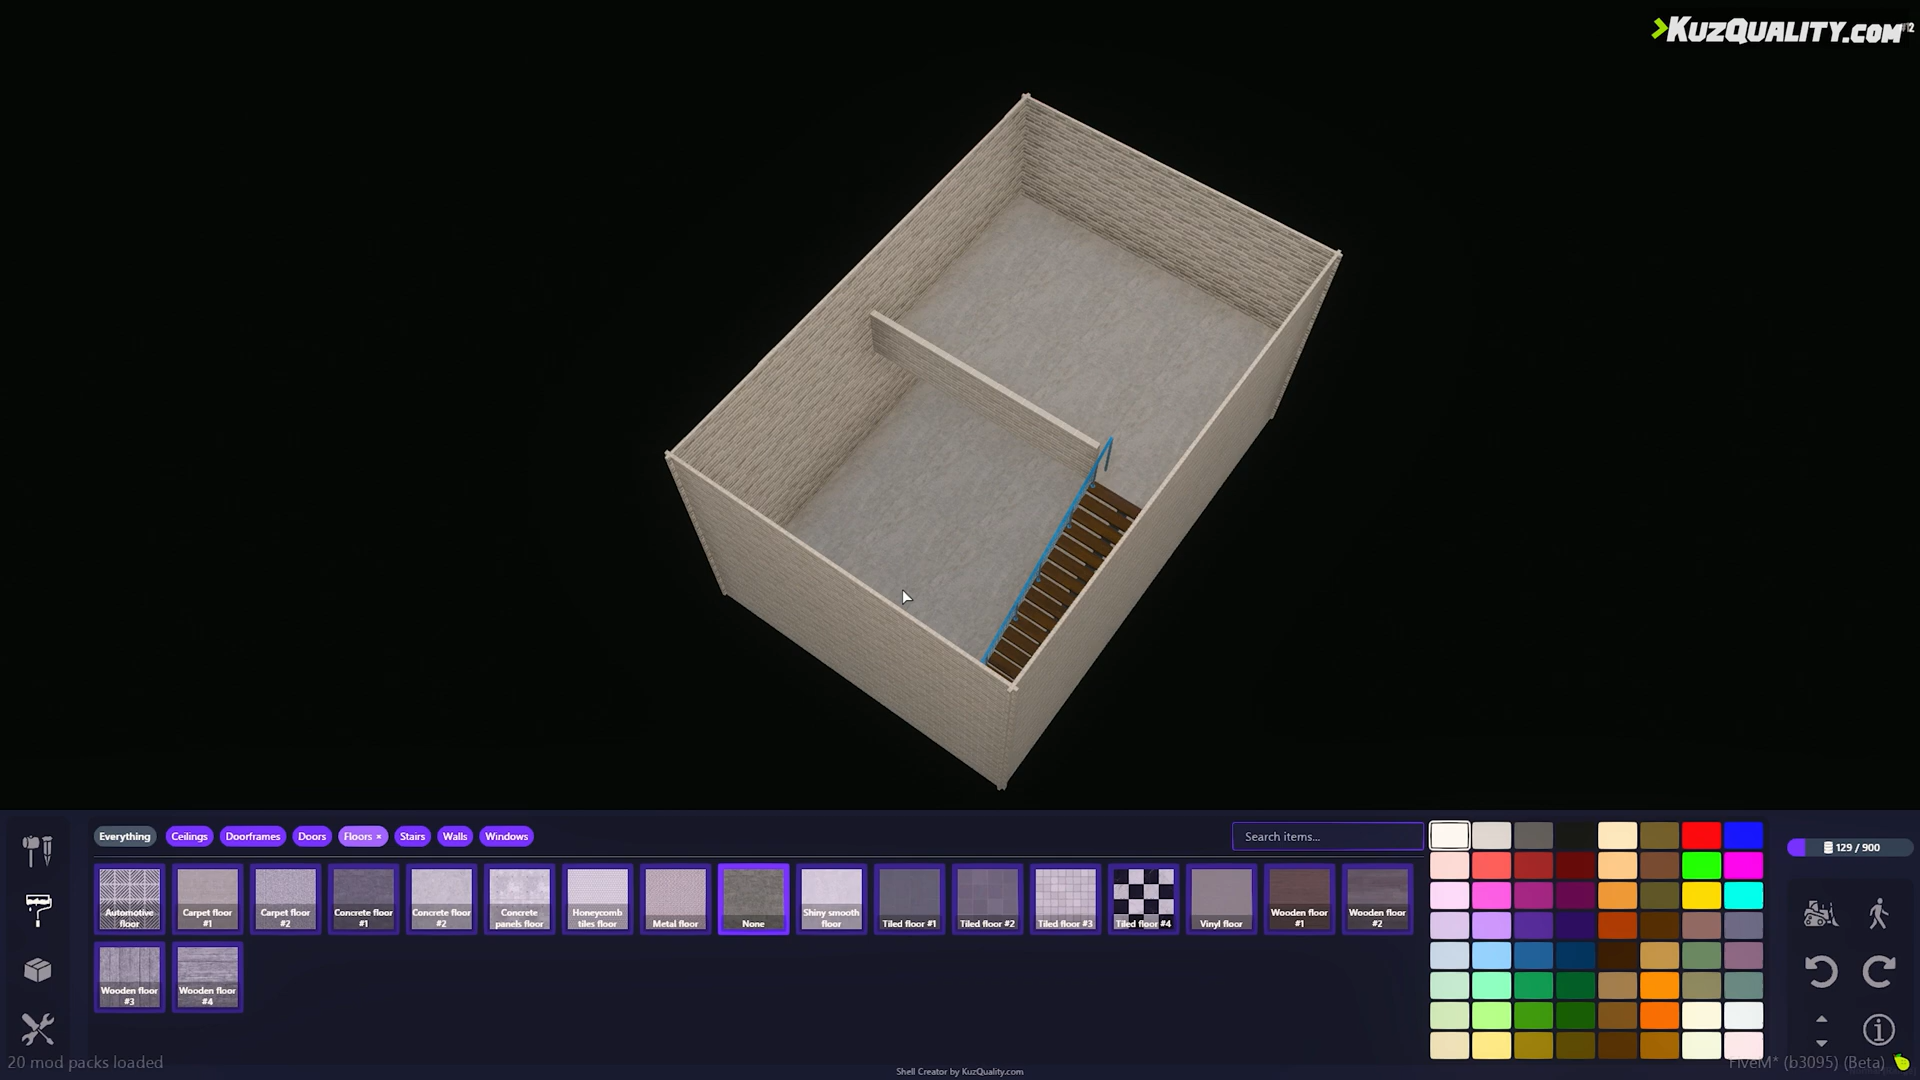 KUZQUALITY.COM
Everything
Ceilings
Doorframes
Doors
Floors ×
Stairs
Walls
Windows
Search items...
129 / 900
Automotive floor
Carpet floor #1
Carpet floor #2
Concrete floor #1
Concrete floor #2
Concrete panels floor
Honeycomb tiles floor
Metal floor
None
Shiny smooth floor
Tiled floor #1
Tiled floor #2
Tiled floor #3
Tiled floor #4
Vinyl floor
Wooden floor #1
Wooden floor #2
Wooden floor #3
Wooden floor #4
20 mod packs loaded
FiveM* (b3095) (Beta)
Shell Creator by KuzQuality.com